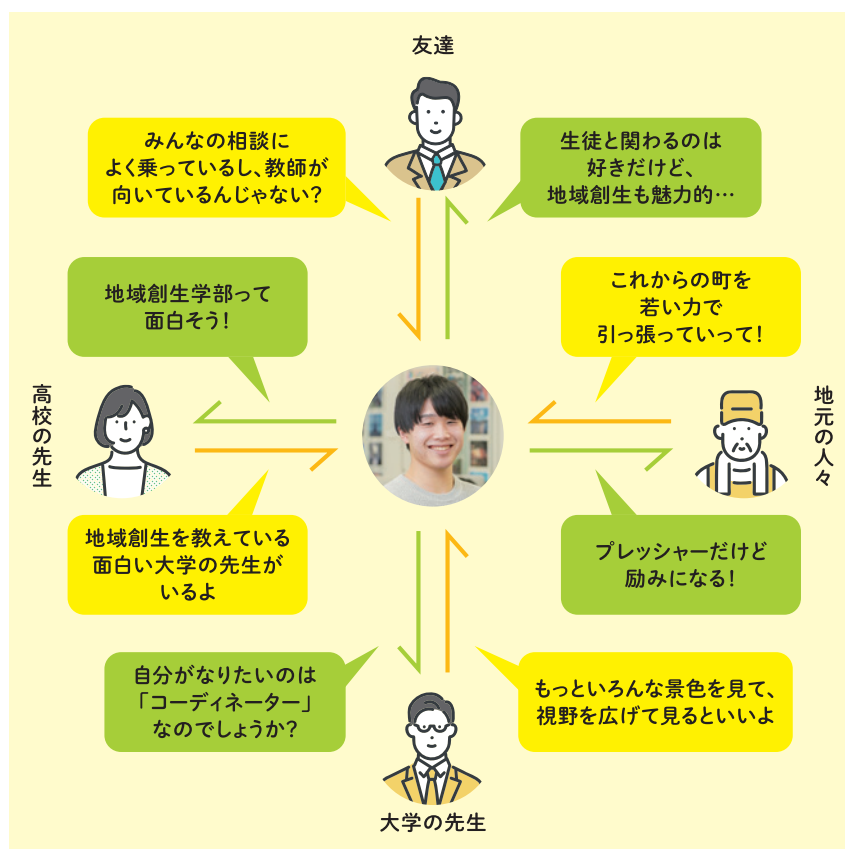 友達
みんなの相談に
よく乗っているし、教師が
向いているんじゃない?
生徒と関わるのは
好きだけど、
地域創生も魅力的…
地域創生学部って
面白そう!
これからの町を
若い力で
引っ張っていって!
高校の先生
地元の人々
地域創生を教えている
面白い大学の先生が
いるよ
プレッシャーだけど
励みになる!
自分がなりたいのは
「コーディネーター」
なのでしょうか?
もっといろんな景色を見て、
視野を広げて見るといいよ
大学の先生